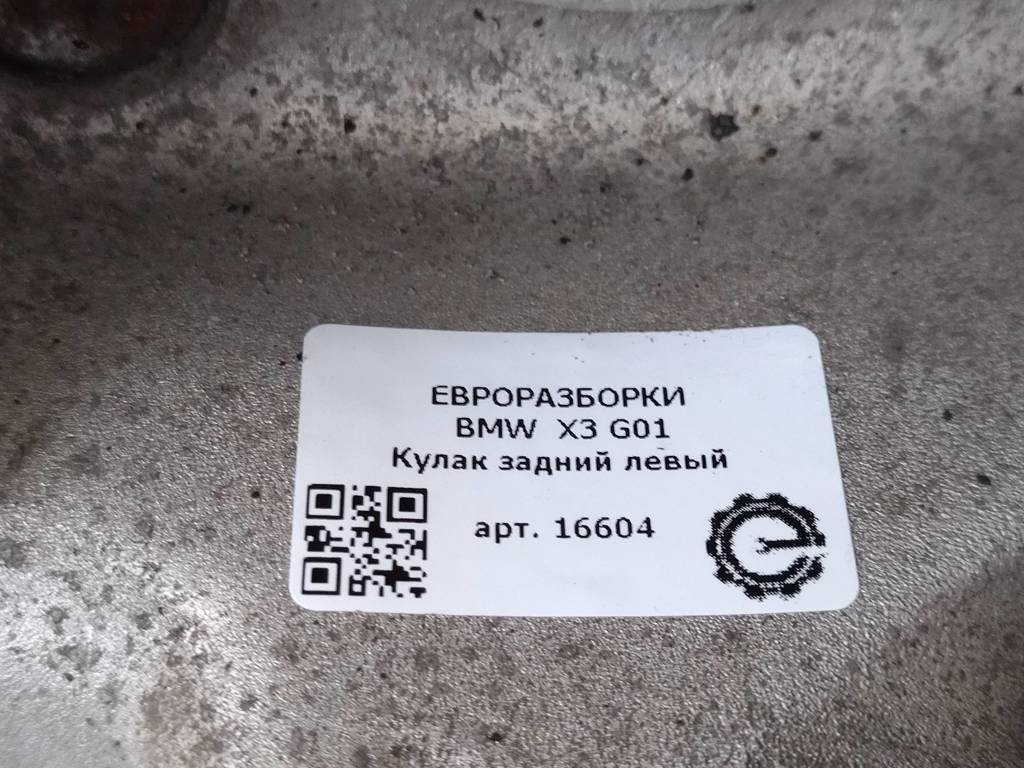 ЕВРОРАЗБОРКИ
BMW X3 G01
Кулак задний левый
арт. 16604